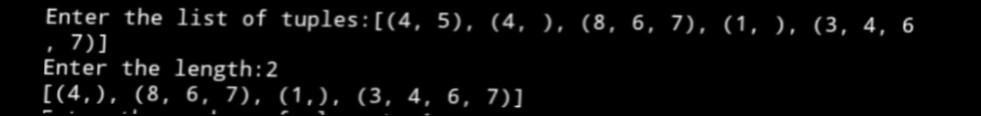 Enter the list of tuples:[(4, 5), (4, ), (8, 6, 7), (1, ), (3, 4, 6
, 7)]
Enter the length:2
[(4,), (8, 6, 7), (1,), (3, 4, 6, 7)]